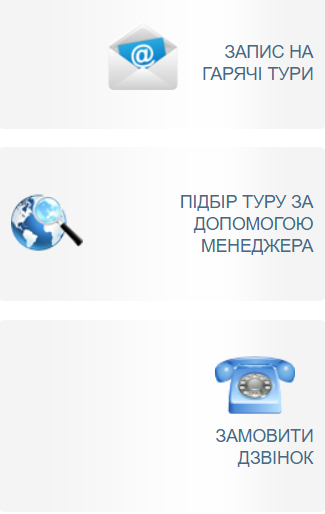 @
ЗАПИС НА
ГАРЯЧІ ТУРИ
ПІДБІР ТУРУ ЗА
ДОПОМОГОЮ
МЕНЕДЖЕРА
ЗАМОВИТИ
ДЗВІНОК